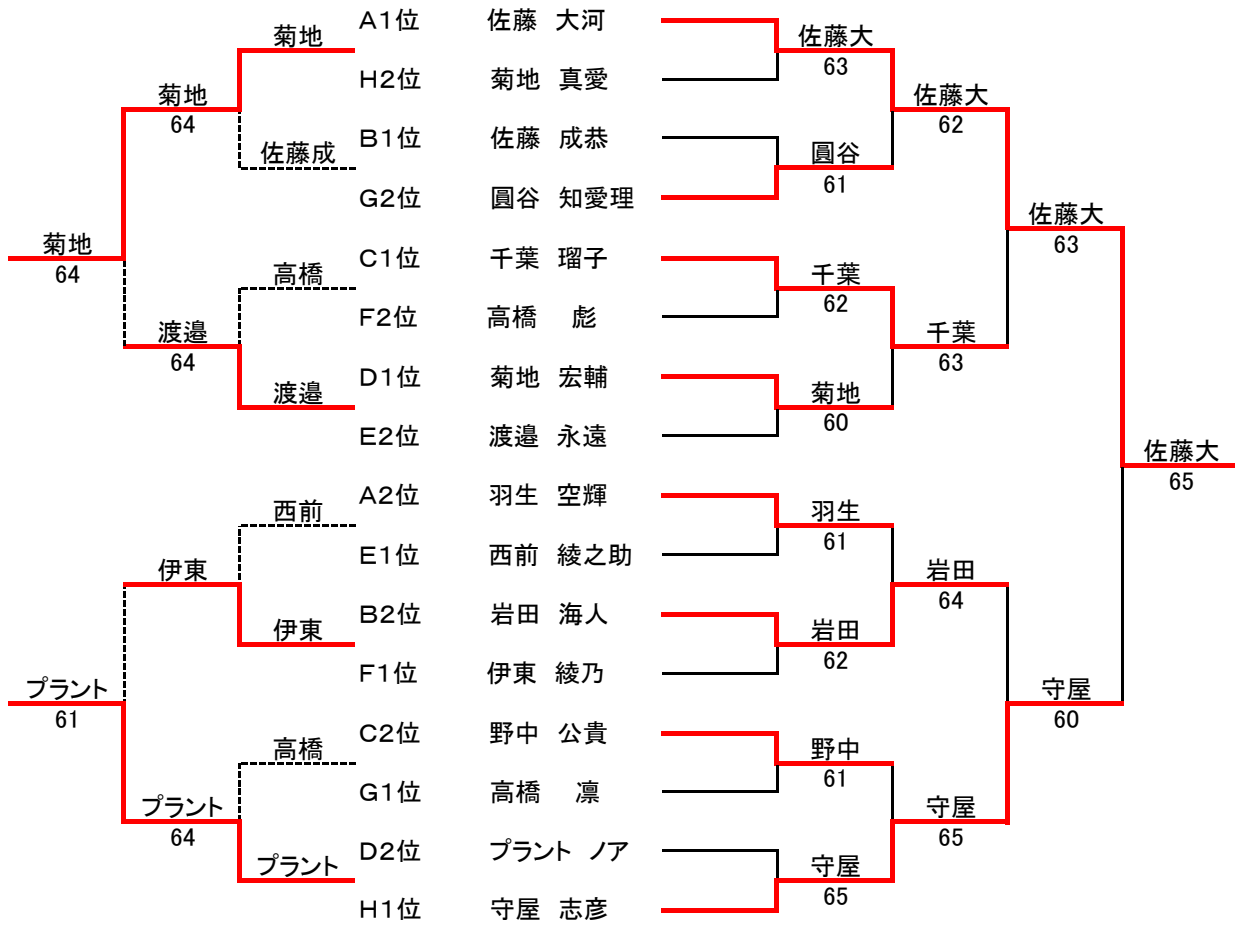 A1位 佐藤 大河
菊地 佐藤大
63
H2位 菊地 真愛
菊地 佐藤大
64 62
B1位 佐藤 成恭
佐藤成 圓谷
61
G2位 圓谷 知愛理
菊地 佐藤大
64 63
C1位 千葉 瑠子
高橋 千葉
62
F2位 高橋 彪
渡邉 千葉
64 63
D1位 菊地 宏輔
渡邉 菊地
60
E2位 渡邉 永遠
佐藤大
65
A2位 羽生 空輝
西前 羽生
61
E1位 西前 綾之助
伊東 岩田
64
B2位 岩田 海人
伊東 岩田
62
F1位 伊東 綾乃
プラント 守屋
61 60
C2位 野中 公貴
高橋 野中
61
G1位 高橋 凛
プラント 守屋
64 65
D2位 プラント ノア
プラント 守屋
65
H1位 守屋 志彦